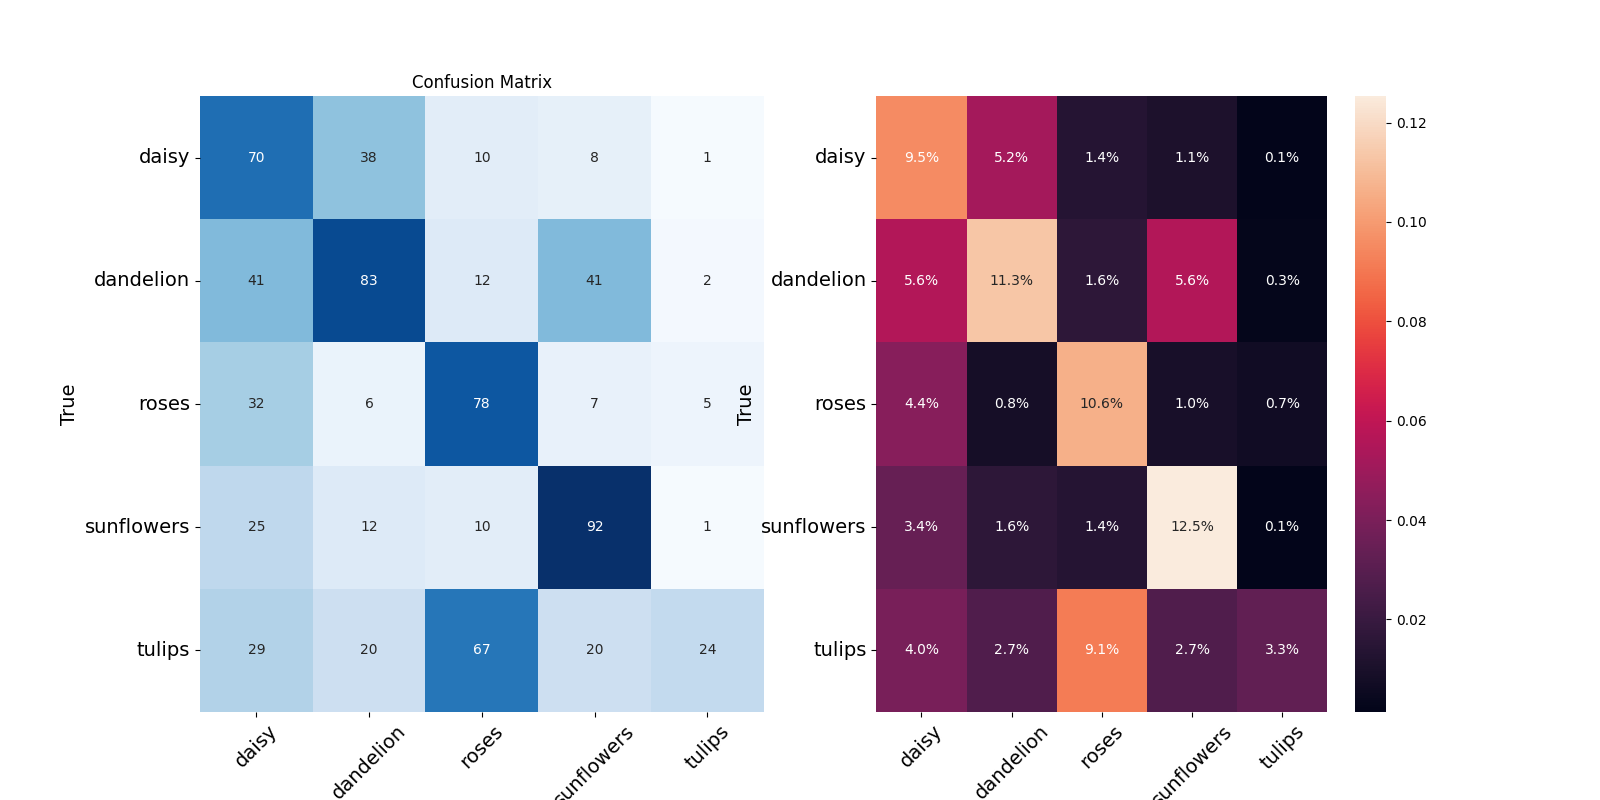 Confusion Matrix
daisy 70 38 10 8 1
dandelion 41 83 12 41 2
roses 32 6 78 7 5
sunflowers 25 12 10 92 1
tulips 29 20 67 20 24
True
daisy dandelion roses sunflowers tulips
daisy 9.5% 5.2% 1.4% 1.1% 0.1%
dandelion 5.6% 11.3% 1.6% 5.6% 0.3%
roses 4.4% 0.8% 10.6% 1.0% 0.7%
sunflowers 3.4% 1.6% 1.4% 12.5% 0.1%
tulips 4.0% 2.7% 9.1% 2.7% 3.3%
True
daisy dandelion roses sunflowers tulips
0.12
0.10
0.08
0.06
0.04
0.02